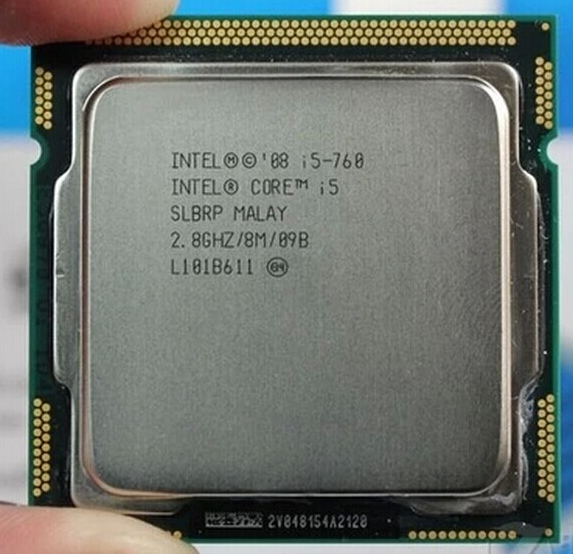 INTEL Ⓜ©'08 i5-760
INTEL® CORE™ i5
SLBRP MALAY
2.8GHZ/8M/09B
L101B611 e4
2V048154A2120